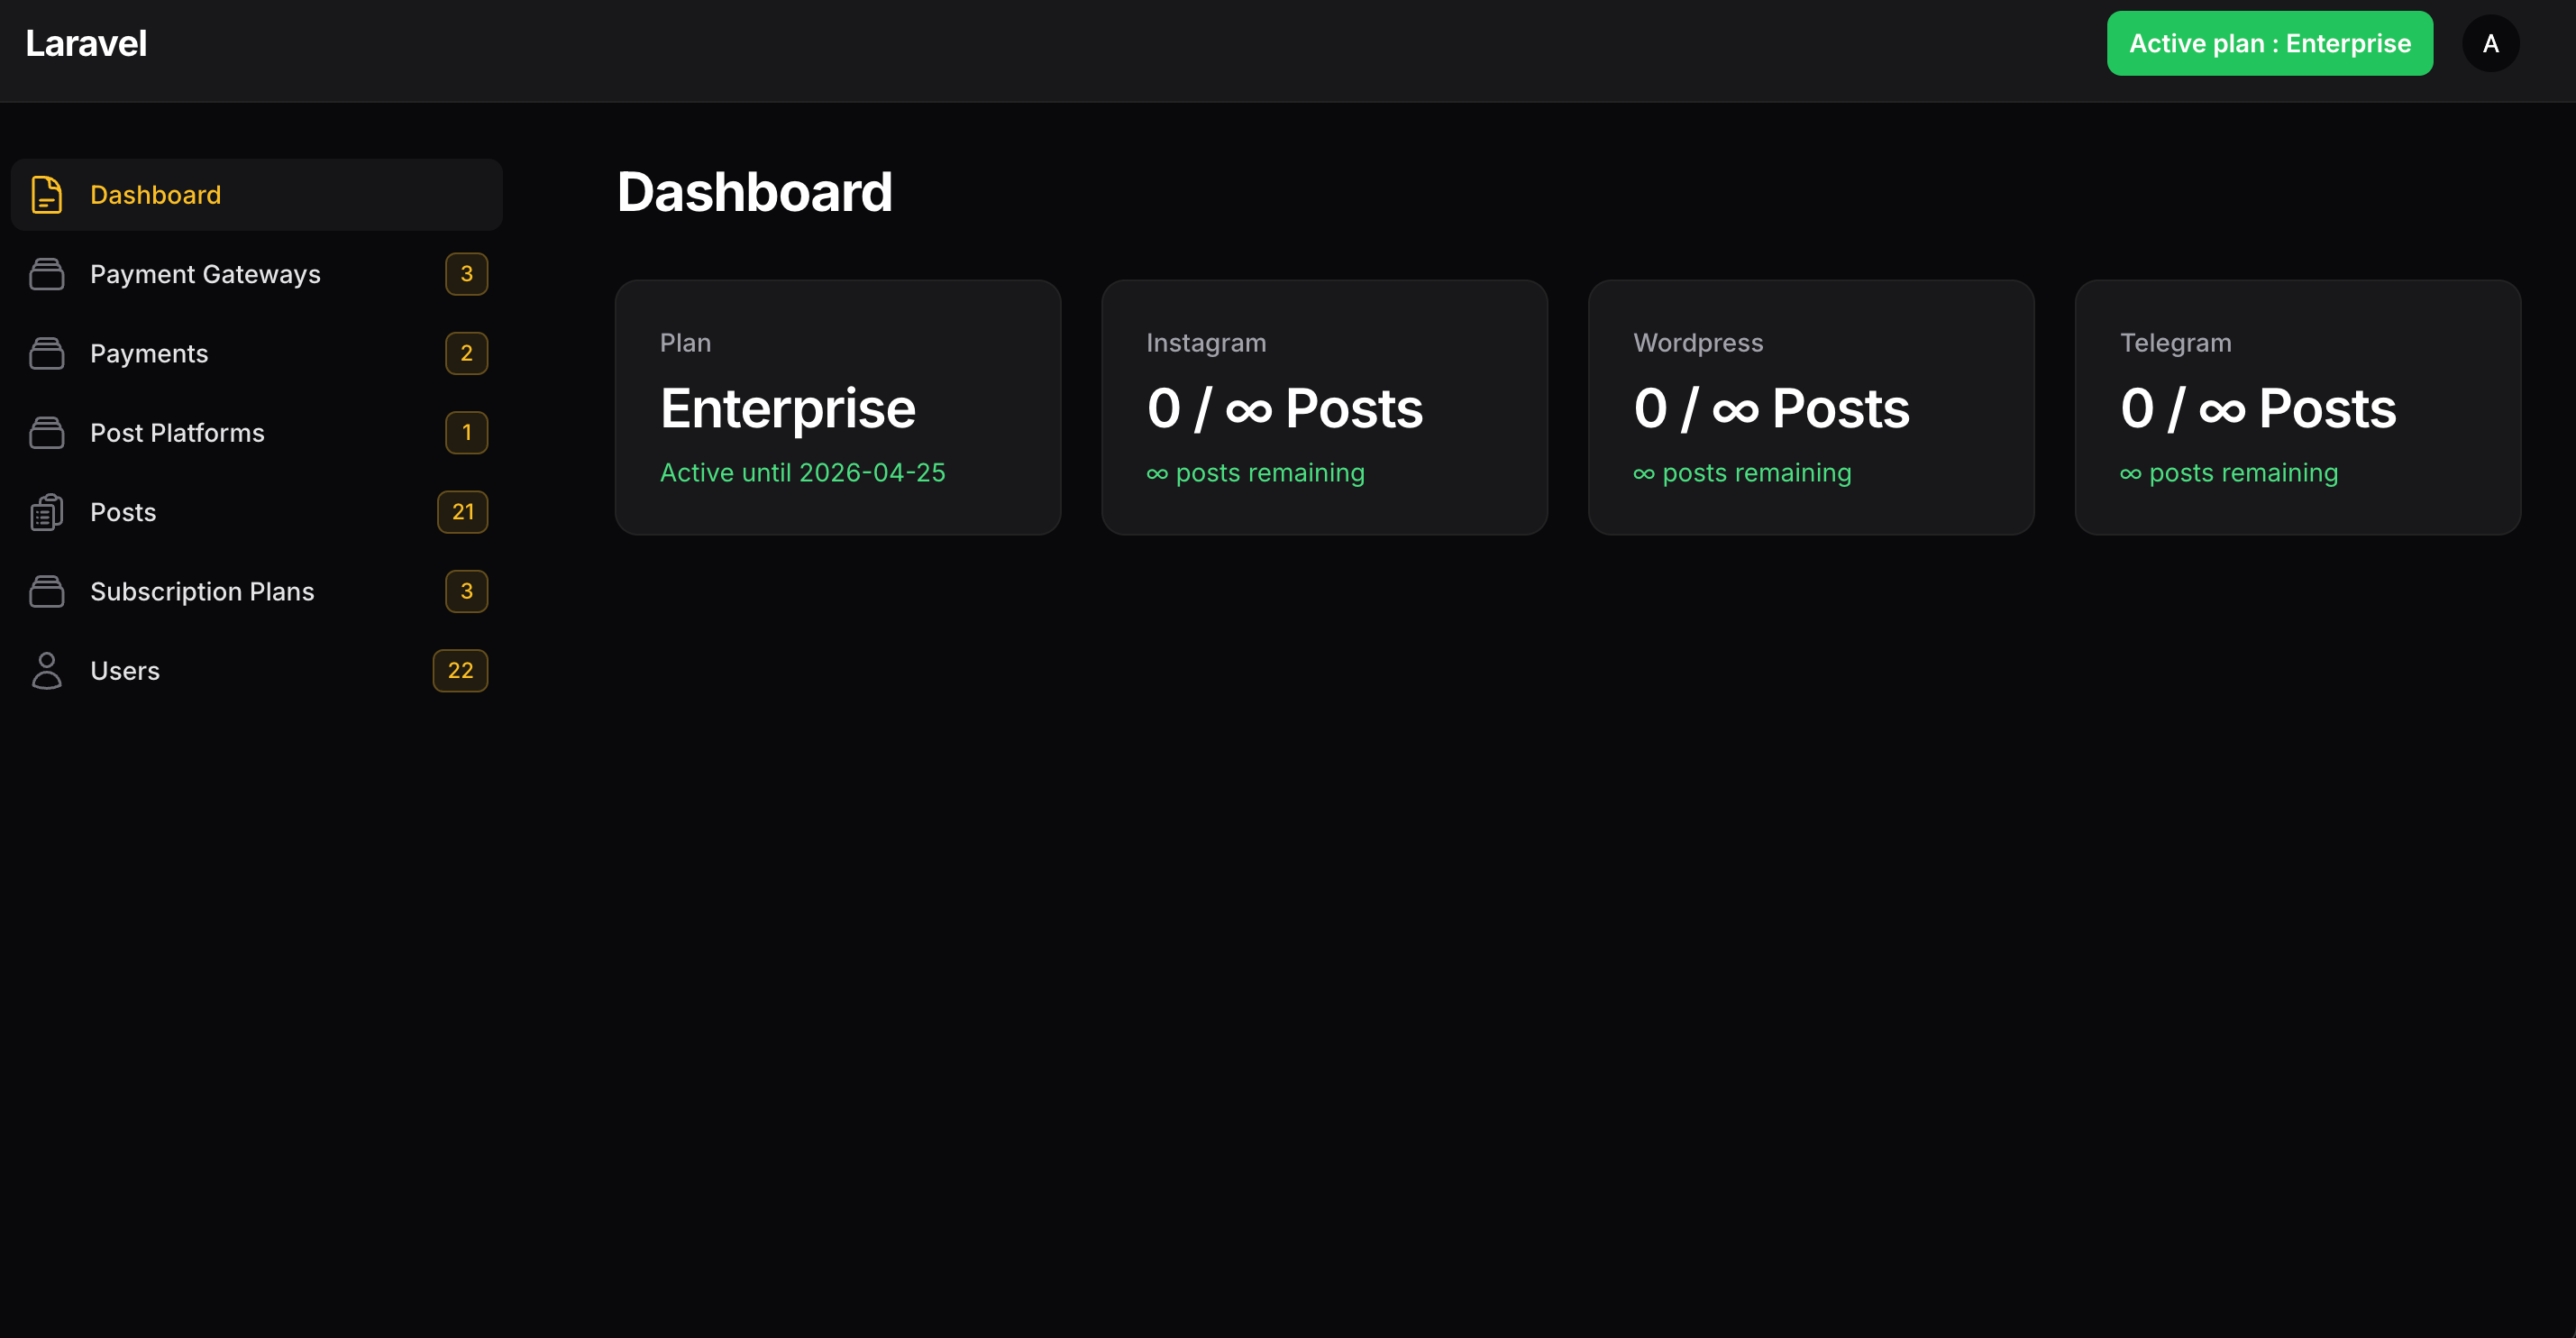 Laravel
Active plan : Enterprise
A
Dashboard
Payment Gateways 3
Payments 2
Post Platforms 1
Posts 21
Subscription Plans 3
Users 22
Dashboard
Plan
Enterprise
Active until 2026-04-25
Instagram
0 / ∞ Posts
∞ posts remaining
Wordpress
0 / ∞ Posts
∞ posts remaining
Telegram
0 / ∞ Posts
∞ posts remaining